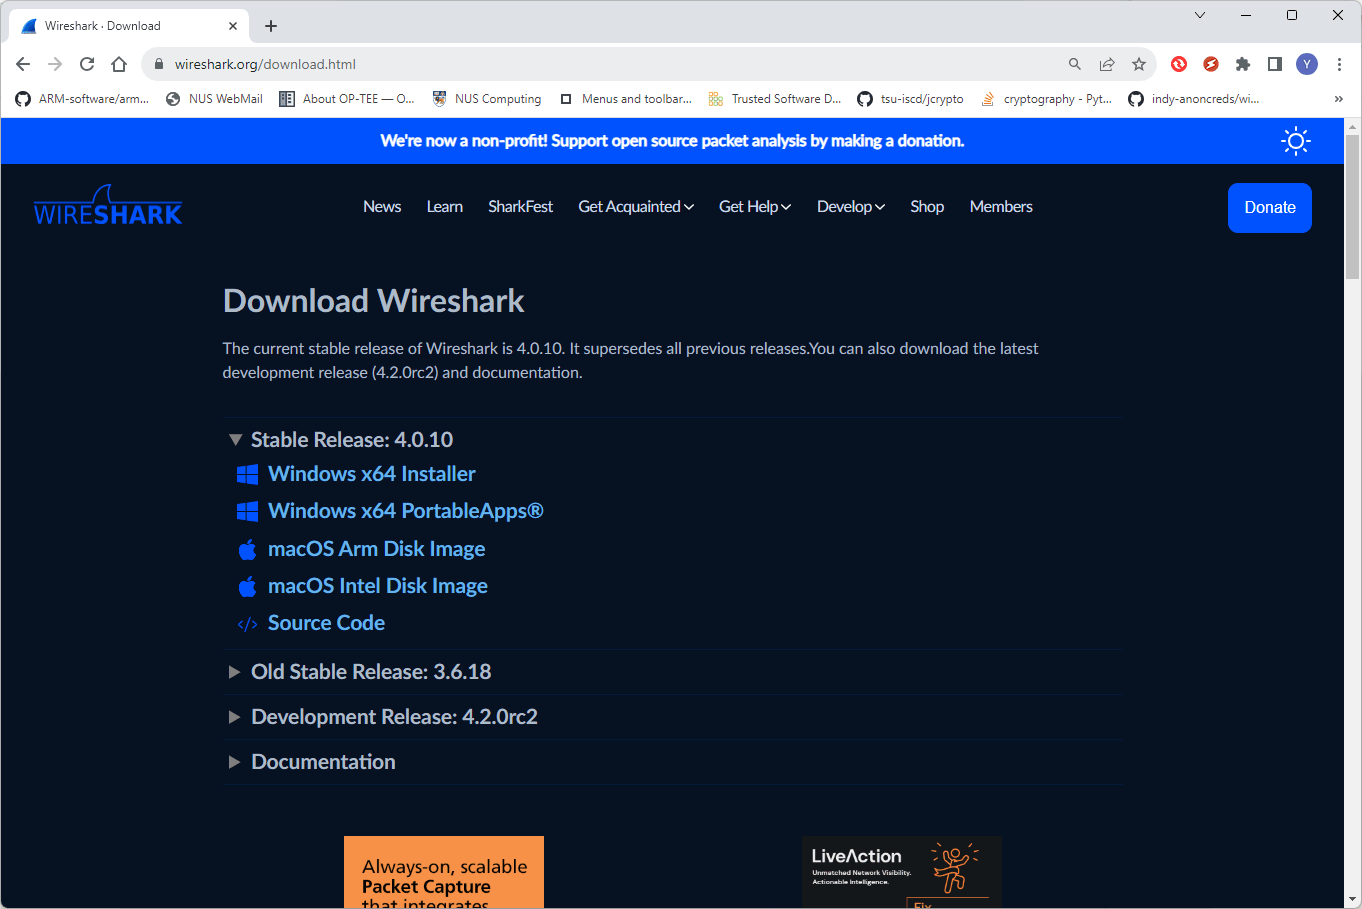 Wireshark · Download
wireshark.org/download.html
Y
ARM-software/arm...
NUS WebMail
About OP-TEE — O...
NUS Computing
Menus and toolbar...
Trusted Software D...
tsu-iscd/jcrypto
cryptography - Pyt...
indy-anoncreds/wi...
We're now a non-profit! Support open source packet analysis by making a donation.
WIRESHARK
News
Learn
SharkFest
Get Acquainted
Get Help
Develop
Shop
Members
Donate
Download Wireshark
The current stable release of Wireshark is 4.0.10. It supersedes all previous releases.You can also download the latest
development release (4.2.0rc2) and documentation.
Stable Release: 4.0.10
Windows x64 Installer
Windows x64 PortableApps®
macOS Arm Disk Image
macOS Intel Disk Image
</> Source Code
Old Stable Release: 3.6.18
Development Release: 4.2.0rc2
Documentation
Always-on, scalable
Packet Capture
that integrates
LiveAction
Unmatched Network Visibility.
Actionable Intelligence.
Fix